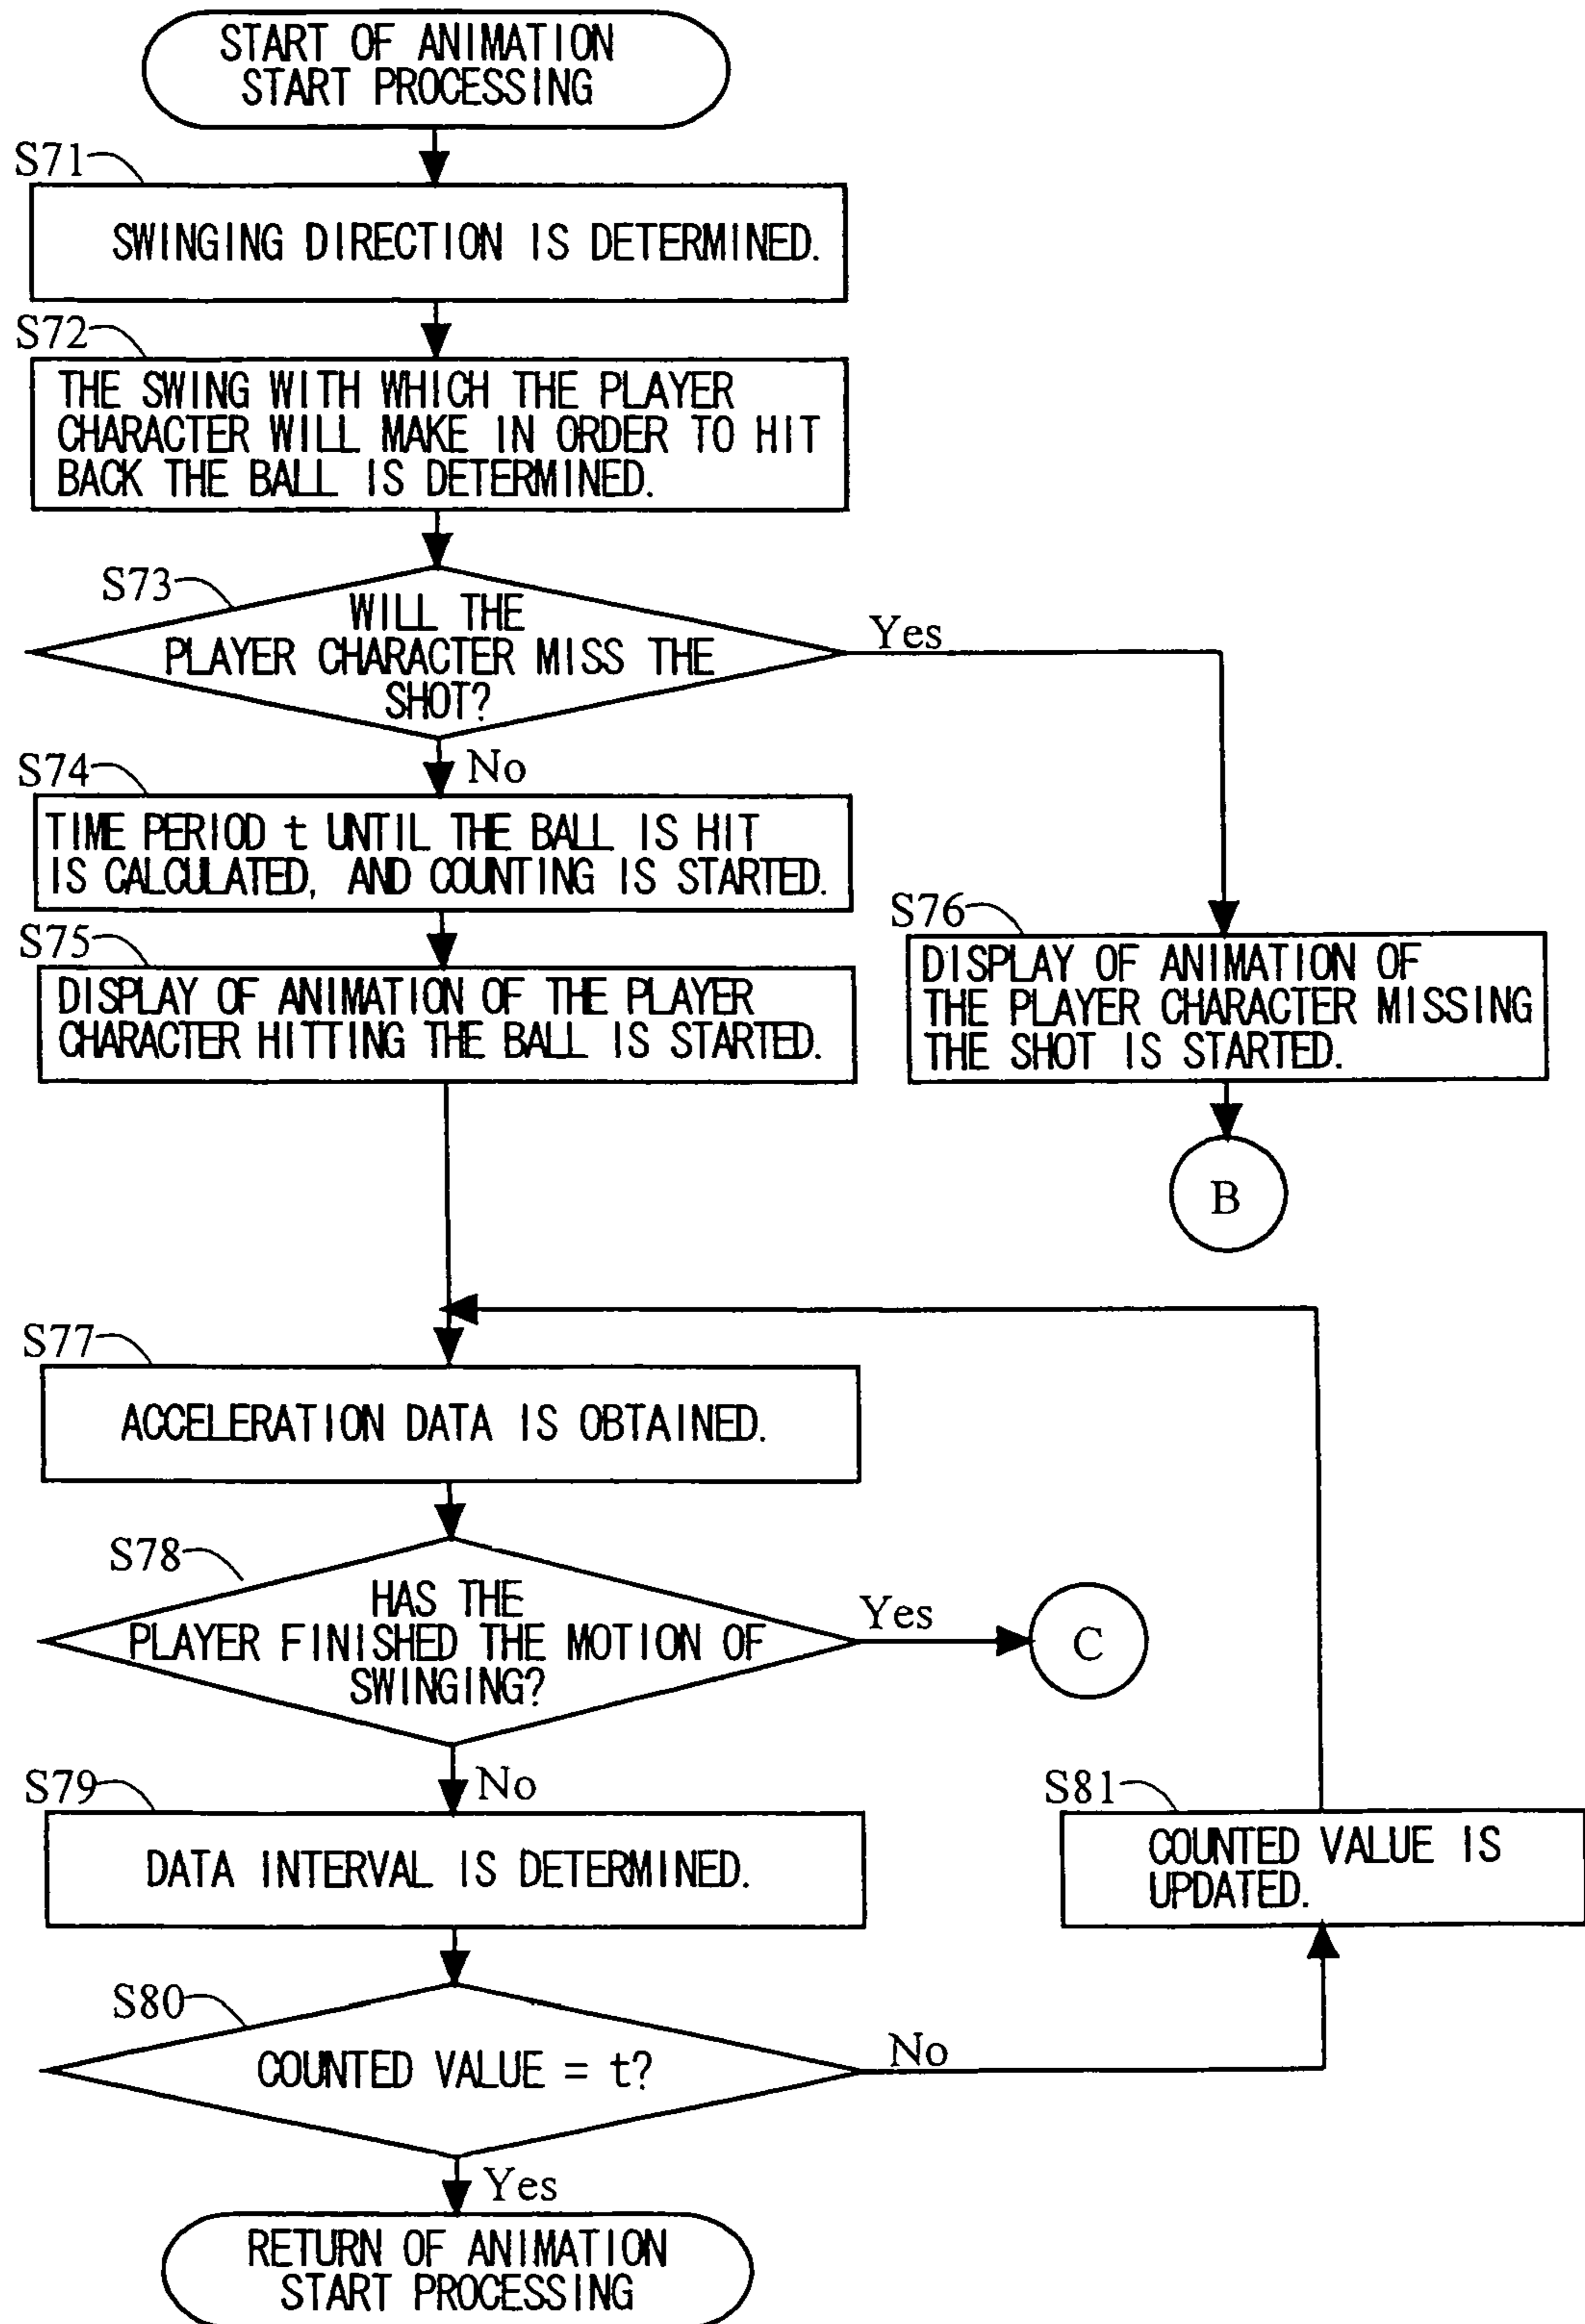 START OF ANIMATION
START PROCESSING
S71
SWINGING DIRECTION IS DETERMINED.
S72
THE SWING WITH WHICH THE PLAYER
CHARACTER WILL MAKE IN ORDER TO HIT
BACK THE BALL IS DETERMINED.
S73
WILL THE
PLAYER CHARACTER MISS THE
SHOT?
Yes
No
S74
TIME PERIOD t UNTIL THE BALL IS HIT
IS CALCULATED, AND COUNTING IS STARTED.
S75
DISPLAY OF ANIMATION OF THE PLAYER
CHARACTER HITTING THE BALL IS STARTED.
S76
DISPLAY OF ANIMATION OF
THE PLAYER CHARACTER MISSING
THE SHOT IS STARTED.
B
S77
ACCELERATION DATA IS OBTAINED.
S78
HAS THE
PLAYER FINISHED THE MOTION OF
SWINGING?
Yes
C
No
S79
DATA INTERVAL IS DETERMINED.
S81
COUNTED VALUE IS
UPDATED.
S80
COUNTED VALUE = t?
No
Yes
RETURN OF ANIMATION
START PROCESSING